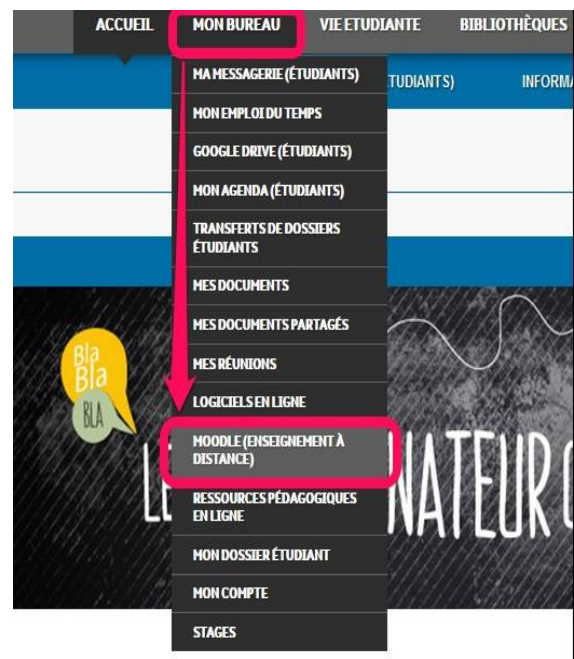 ACCUEIL MON BUREAU VIE ETUDIANTE BIBLIOTHÈQUES
MA MESSAGERIE (ÉTUDIANTS)
TUDIANTS)
MON EMPLOI DU TEMPS
GOOGLE DRIVE (ÉTUDIANTS)
MON AGENDA (ÉTUDIANTS)
TRANSFERTS DE DOSSIERS
ÉTUDIANTS
MES DOCUMENTS
MES DOCUMENTS PARTAGÉS
MES RÉUNIONS
LOGICIELS EN LIGNE
MOODLE (ENSEIGNEMENT À
DISTANCE)
RESSOURCES PÉDAGOGIQUES
EN LIGNE
MON DOSSIER ÉTUDIANT
MON COMPTE
STAGES
Bla
Bla
BLA
LE NATEUR